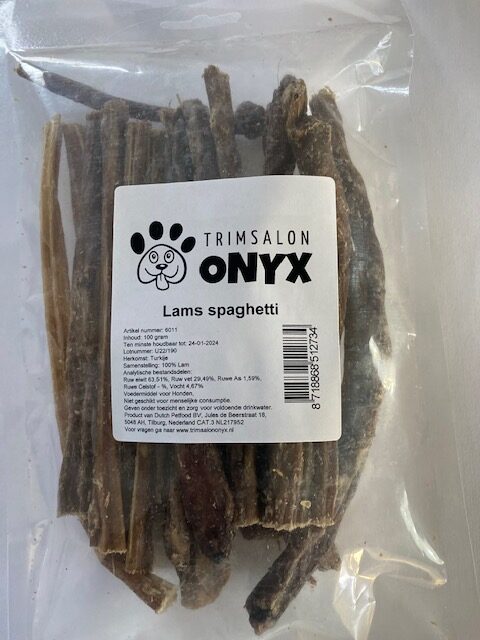 TRIMSALON
ONYX
Lams spaghetti
Artikel nummer: 6011
Inhoud: 100 gram
Ten minste houdbaar tot: 24-01-2024
Lotnummer: U22/190
Herkomst: Turkije
Samenstelling: 100% Lam
Analytische bestandsdelen:
Ruw eiwit 63,51%, Ruw vet 29,49%, Ruwe As 1,59%,
Ruwe Celstof - %, Vocht 4,67%
Voedermiddel voor Honden,
Niet geschikt voor menselijke consumptie.
Geven onder toezicht en zorg voor voldoende drinkwater.
Product van Dutch Petfood BV; Jules de Beerstraat 18,
5048 AH, Tilburg, Nederland CAT.3 NL217952
Voor vragen ga haar www.trimsalononyx.nl
8718868512734